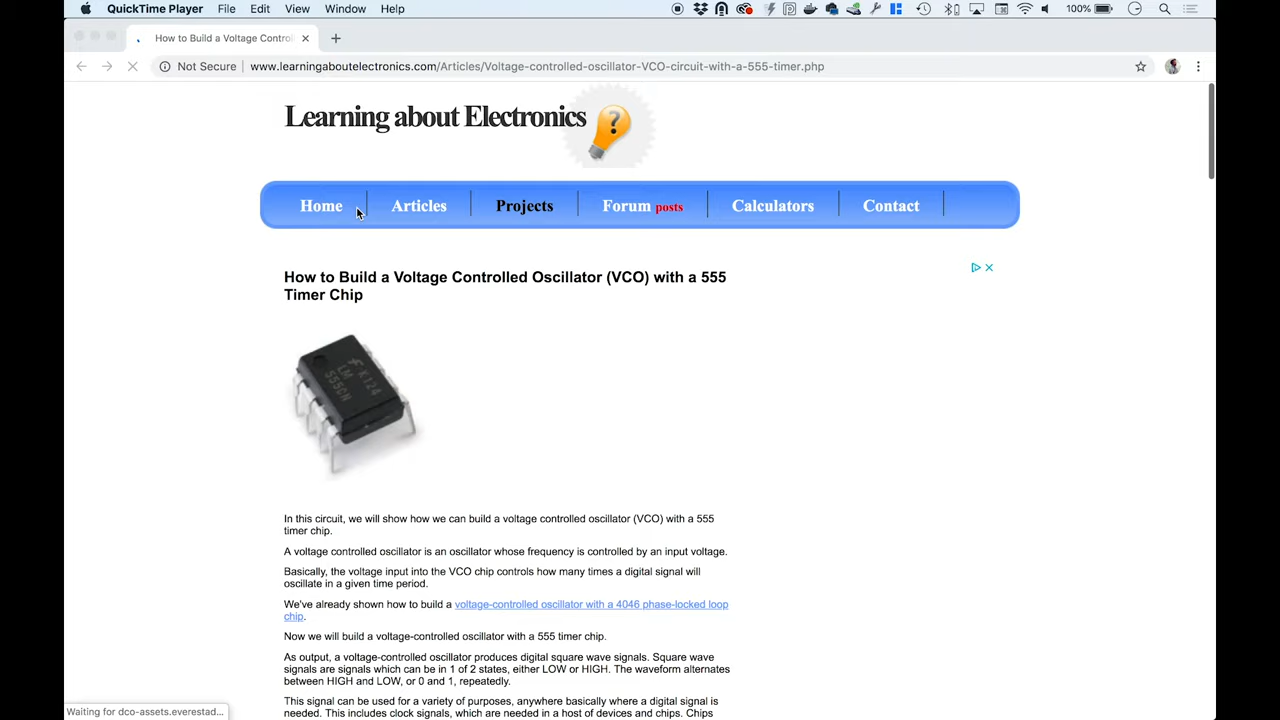 QuickTime Player File Edit View Window Help 100%
How to Build a Voltage Control
Not Secure www.learningaboutelectronics.com/Articles/Voltage-controlled-oscillator-VCO-circuit-with-a-555-timer.php
Learning about Electronics ?
Home Articles Projects Forum posts Calculators Contact
How to Build a Voltage Controlled Oscillator (VCO) with a 555
Timer Chip
K124
LM
555CN
In this circuit, we will show how we can build a voltage controlled oscillator (VCO) with a 555
timer chip.
A voltage controlled oscillator is an oscillator whose frequency is controlled by an input voltage.
Basically, the voltage input into the VCO chip controls how many times a digital signal will
oscillate in a given time period.
We've already shown how to build a voltage-controlled oscillator with a 4046 phase-locked loop
chip.
Now we will build a voltage-controlled oscillator with a 555 timer chip.
As output, a voltage-controlled oscillator produces digital square wave signals. Square wave
signals are signals which can be in 1 of 2 states, either LOW or HIGH. The waveform alternates
between HIGH and LOW, or 0 and 1, repeatedly.
This signal can be used for a variety of purposes, anywhere basically where a digital signal is
needed. This includes clock signals, which are needed in a host of devices and chips. Chips
Waiting for dco-assets.everestad...